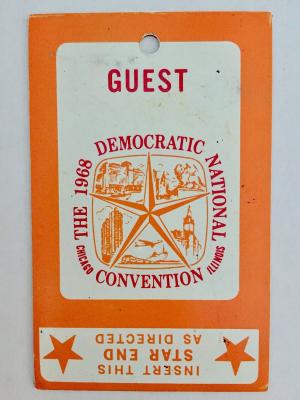 GUEST
THE 1968 DEMOCRATIC NATIONAL
CHICAGO CONVENTION ILLINOIS
INSERT THIS
STAR END
AS DIRECTED